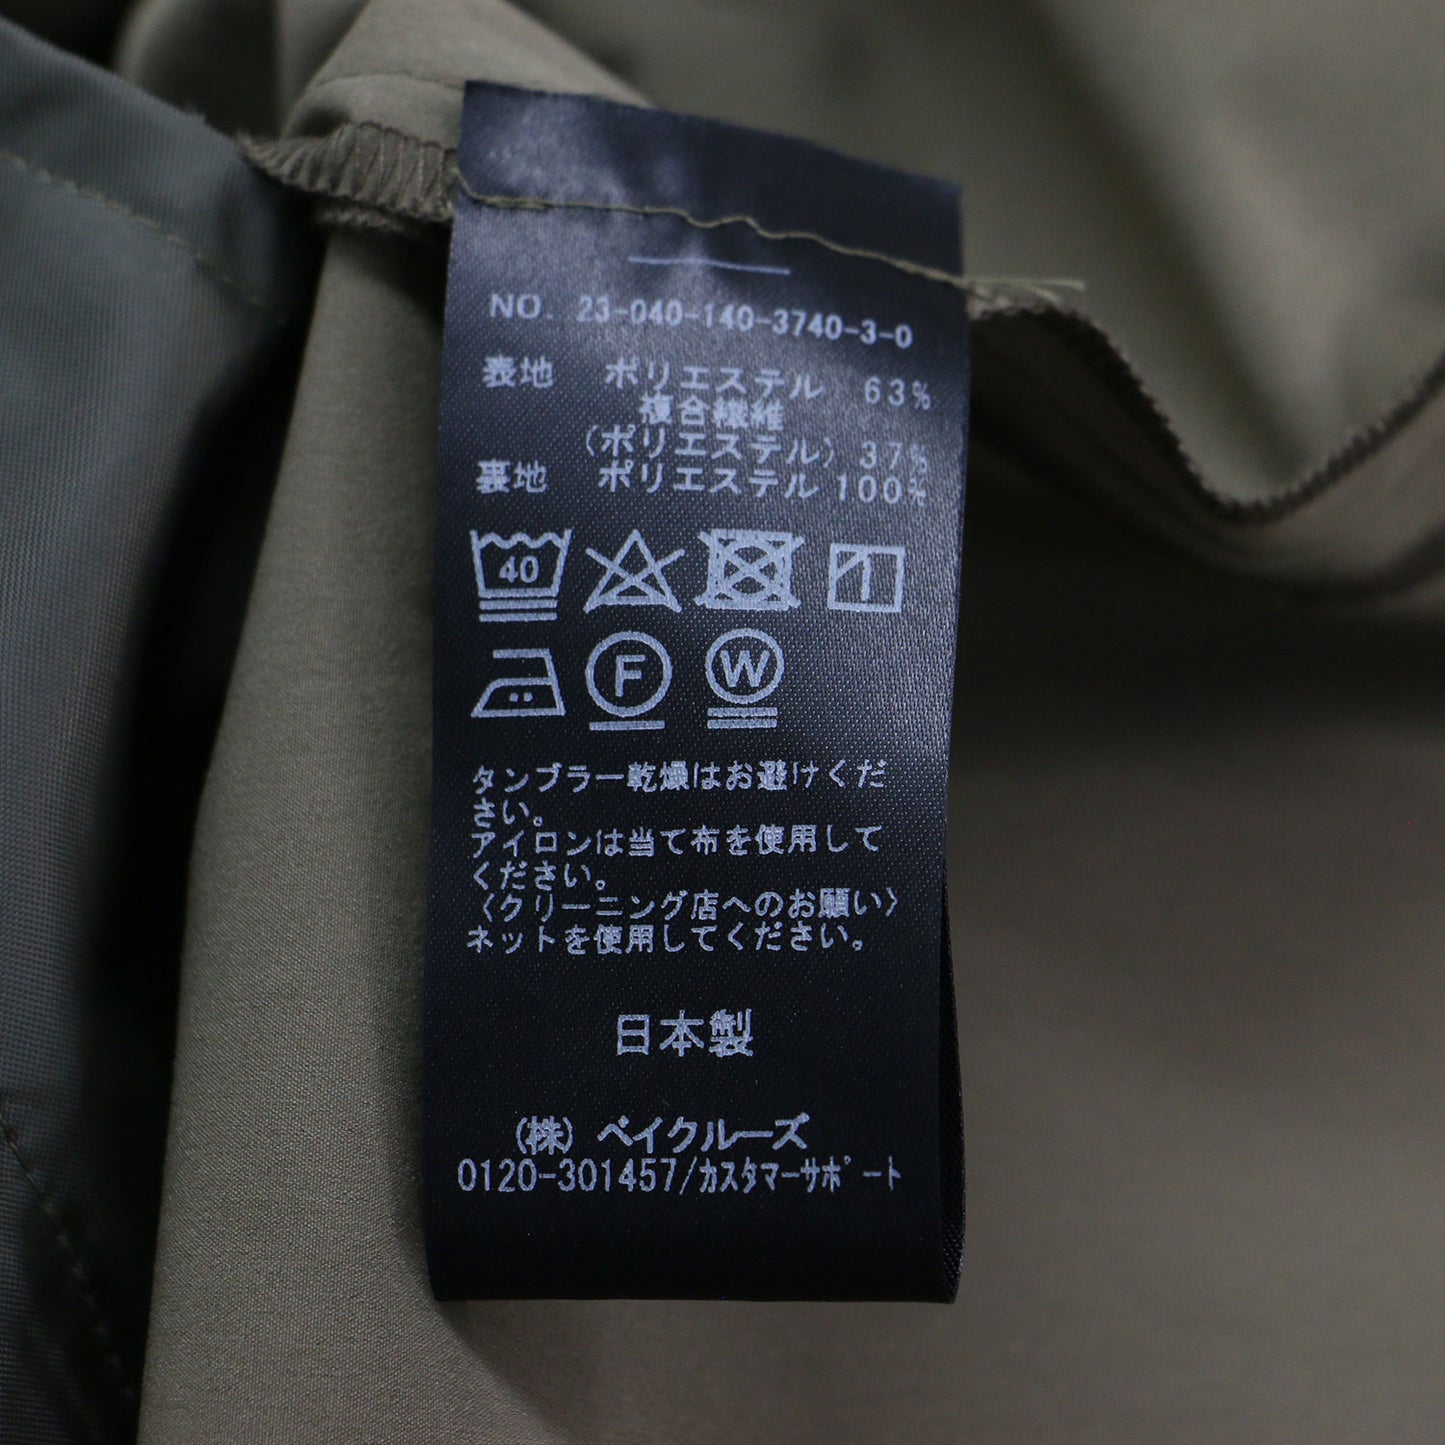 NO. 23-040-140-3740-3-0
表地 ポリエステル 63%
複合繊維
(ポリエステル) 37%
裏地 ポリエステル 100%
40
F W
タンブラー乾燥はお避けくだ
さい。
アイロンは当て布を使用して
ください。
〈クリーニング店へのお願い〉
ネットを使用してください。
日本製
(株) ベイクルーズ
0120-301457/カスタマーサポート